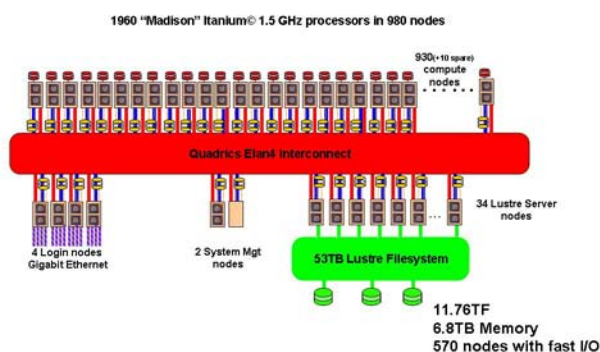 1960 “Madison” Itanium© 1.5 GHz processors in 980 nodes
930(+10 spare)
compute
nodes
Quadrics Elan4 Interconnect
4 Login nodes
Gigabit Ethernet
2 System Mgt
nodes
34 Lustre Server
nodes
53TB Lustre Filesystem
11.76TF
6.8TB Memory
570 nodes with fast I/O